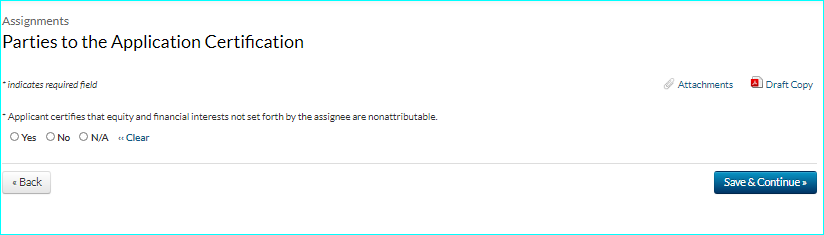 Assignments
Parties to the Application Certification
* indicates required field
Attachments Draft Copy
* Applicant certifies that equity and financial interests not set forth by the assignee are nonattributable.
Yes No N/A ‹‹ Clear
« Back Save & Continue »